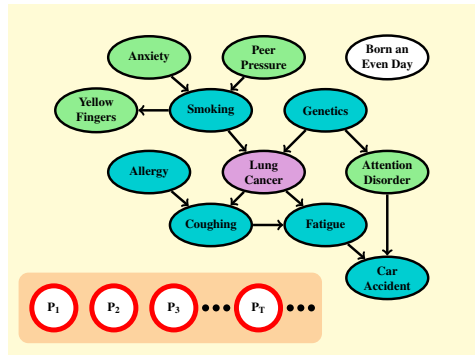 Anxiety
Peer
Pressure
Born an
Even Day
Yellow
Fingers
Smoking
Genetics
Allergy
Lung
Cancer
Attention
Disorder
Coughing
Fatigue
Car
Accident
P1 P2 P3 ••• PT •••